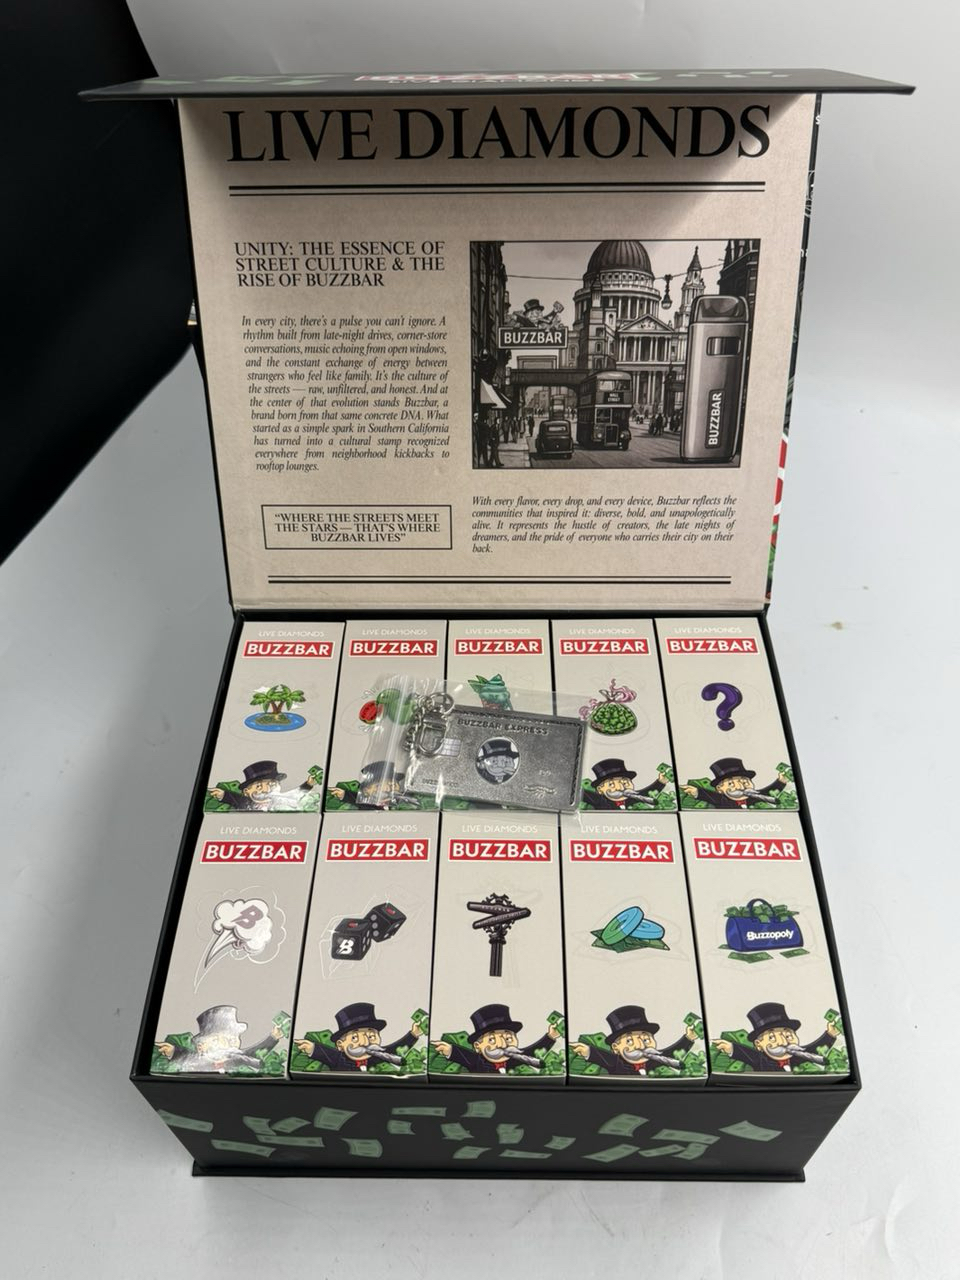 BUZZBAR
LIVE DIAMONDS
UNITY: THE ESSENCE OF
STREET CULTURE & THE
RISE OF BUZZBAR
In every city, there's a pulse you can't ignore. A
rhythm built from late-night drives, corner-store
conversations, music echoing from open windows,
and the constant exchange of energy between
strangers who feel like family. It's the culture of
the streets — raw, unfiltered, and honest. And at
the center of that evolution stands Buzzbar, a
brand born from that same concrete DNA. What
started as a simple spark in Southern California
has turned into a cultural stamp recognized
everywhere from neighborhood kickbacks to
rooftop lounges.
"WHERE THE STREETS MEET
THE STARS — THAT'S WHERE
BUZZBAR LIVES"
BUZZBAR
WALL
STREET
BUZZBAR
With every flavor, every drop, and every device, Buzzbar reflects the
communities that inspired it: diverse, bold, and unapologetically
alive. It represents the hustle of creators, the late nights of
dreamers, and the pride of everyone who carries their city on their
back.
LIVE DIAMONDS
BUZZBAR
LIVE DIAMONDS
BUZZBAR
LIVE DIAMONDS
BUZZBAR
LIVE DIAMONDS
BUZZBAR
LIVE DIAMONDS
BUZZBAR
BUZZBAR EXPRESS
LIVE DIAMONDS
BUZZBAR
B
LIVE DIAMONDS
BUZZBAR
B
LIVE DIAMONDS
BUZZBAR
LIVE DIAMONDS
BUZZBAR
LIVE DIAMONDS
BUZZBAR
Buzzopoly